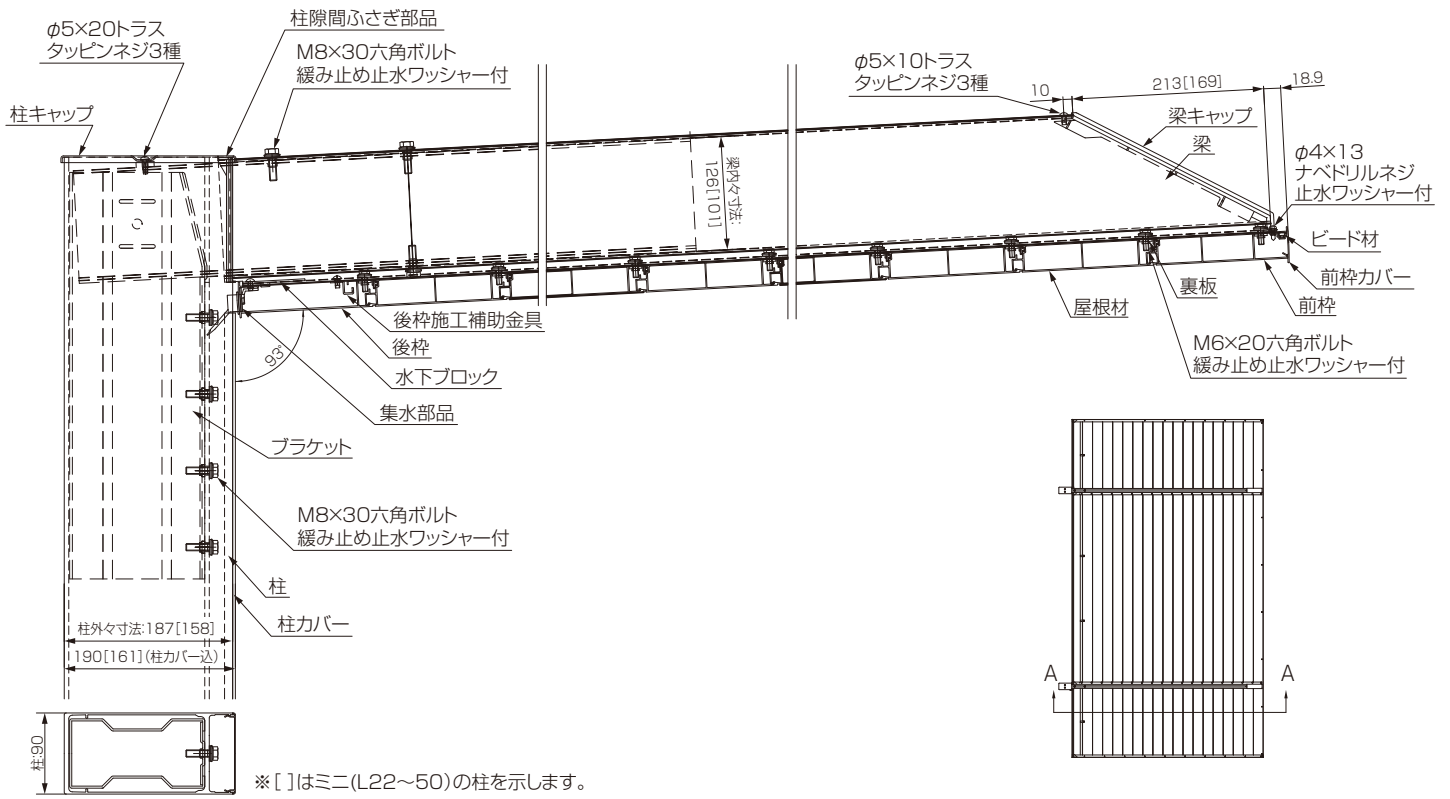 φ5×20トラス
タッピンネジ3種
柱隙間ふさぎ部品
M8×30六角ボルト
緩み止め止水ワッシャー付
柱キャップ
φ5×10トラス
タッピンネジ3種
10
213[169]
18.9
梁キャップ
梁
φ4×13
ナベドリルネジ
止水ワッシャー付
梁内々寸法:
126[101]
ビード材
前枠カバー
前枠
裏板
屋根材
M6×20六角ボルト
緩み止め止水ワッシャー付
後枠施工補助金具
後枠
93°
水下ブロック
集水部品
ブラケット
M8×30六角ボルト
緩み止め止水ワッシャー付
柱
柱カバー
柱外々寸法:187[158]
190[161](柱カバー込)
柱:90
A
A
※[ ]はミニ(L22〜50)の柱を示します。